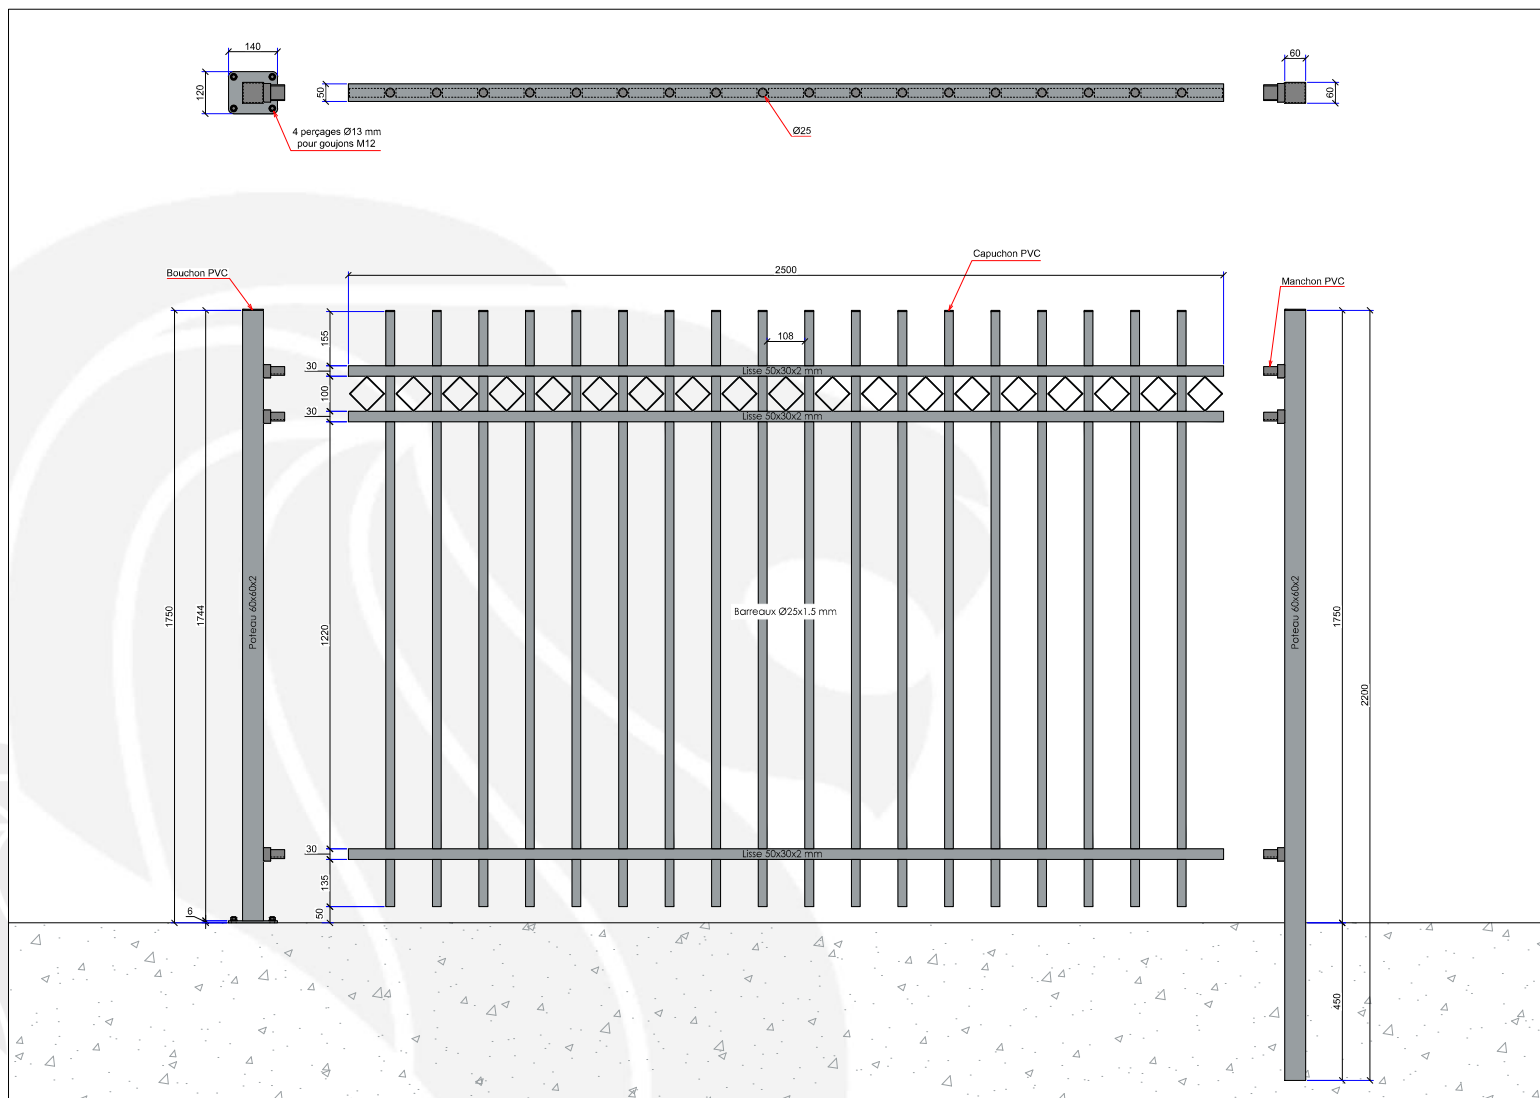 140
120
4 perçages Ø13 mm
pour goujons M12
50
Ø25
60
60
Bouchon PVC
2500
Capuchon PVC
Manchon PVC
155
108
30
Lisse 50x30x2 mm
100
30
Lisse 50x30x2 mm
1750
1744
Poteau 60x60x2
1220
Barreaux Ø25x1.5 mm
Poteau 60x60x2
1750
2200
30
Lisse 50x30x2 mm
135
6
50
450